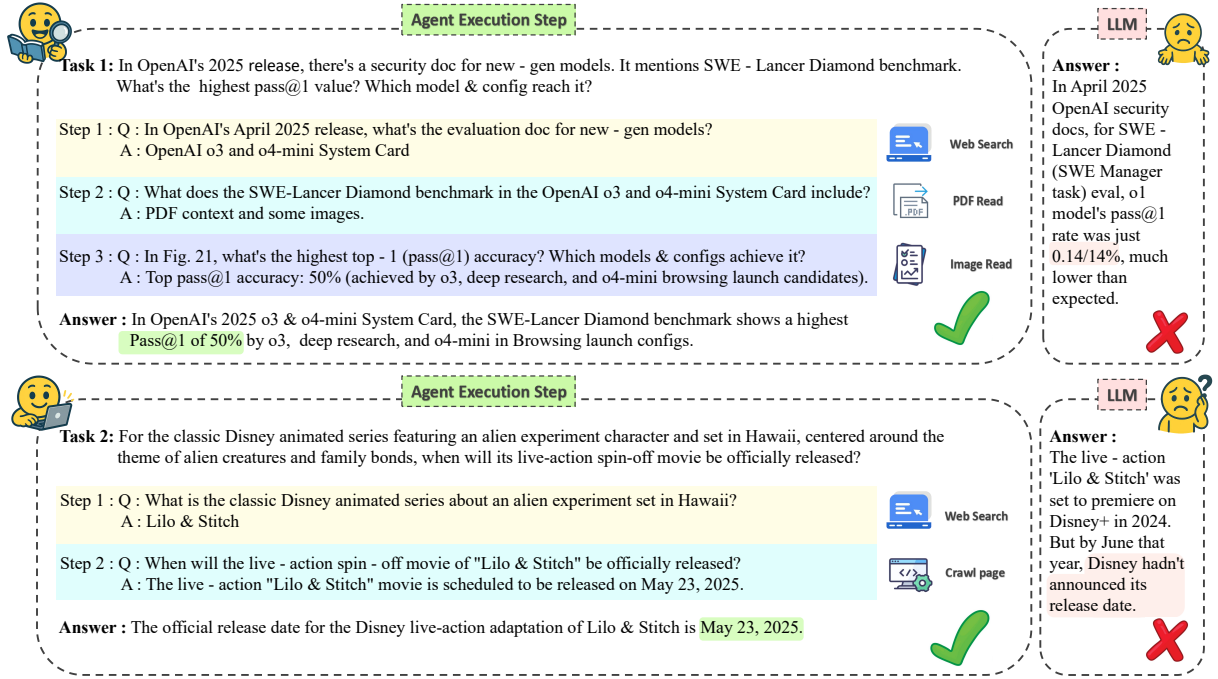 Agent Execution Step
Task 1: In OpenAI's 2025 release, there's a security doc for new - gen models. It mentions SWE - Lancer Diamond benchmark.
What's the highest pass@1 value? Which model & config reach it?
Step 1 : Q : In OpenAI's April 2025 release, what's the evaluation doc for new - gen models?
A : OpenAI o3 and o4-mini System Card
Web Search
Step 2 : Q : What does the SWE-Lancer Diamond benchmark in the OpenAI o3 and o4-mini System Card include?
A : PDF context and some images.
.PDF
PDF Read
Step 3 : Q : In Fig. 21, what's the highest top - 1 (pass@1) accuracy? Which models & configs achieve it?
A : Top pass@1 accuracy: 50% (achieved by o3, deep research, and o4-mini browsing launch candidates).
Image Read
Answer : In OpenAI's 2025 o3 & o4-mini System Card, the SWE-Lancer Diamond benchmark shows a highest
Pass@1 of 50% by o3, deep research, and o4-mini in Browsing launch configs.
LLM
Answer :
In April 2025
OpenAI security
docs, for SWE -
Lancer Diamond
(SWE Manager
task) eval, o1
model's pass@1
rate was just
0.14/14%, much
lower than
expected.
Agent Execution Step
Task 2: For the classic Disney animated series featuring an alien experiment character and set in Hawaii, centered around the
theme of alien creatures and family bonds, when will its live-action spin-off movie be officially released?
Step 1 : Q : What is the classic Disney animated series about an alien experiment set in Hawaii?
A : Lilo & Stitch
Web Search
Step 2 : Q : When will the live - action spin - off movie of "Lilo & Stitch" be officially released?
A : The live - action "Lilo & Stitch" movie is scheduled to be released on May 23, 2025.
</>
Crawl page
Answer : The official release date for the Disney live-action adaptation of Lilo & Stitch is May 23, 2025.
LLM
Answer :
The live - action
'Lilo & Stitch' was
set to premiere on
Disney+ in 2024.
But by June that
year, Disney hadn't
announced its
release date.